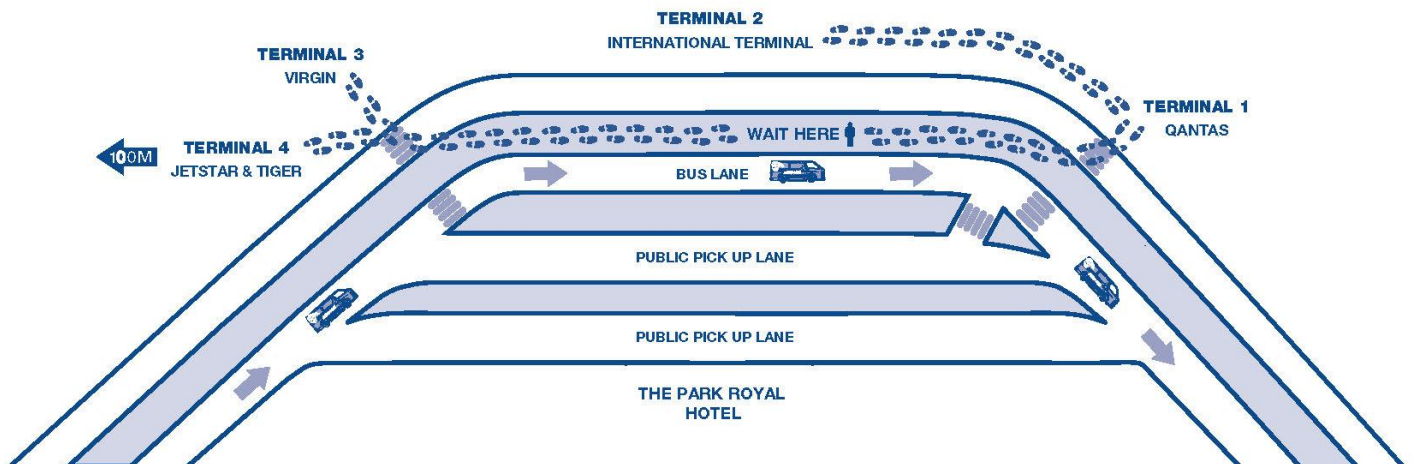 TERMINAL 2
INTERNATIONAL TERMINAL
TERMINAL 3
VIRGIN
TERMINAL 1
QANTAS
100M
TERMINAL 4
JETSTAR & TIGER
WAIT HERE
BUS LANE
PUBLIC PICK UP LANE
PUBLIC PICK UP LANE
THE PARK ROYAL
HOTEL